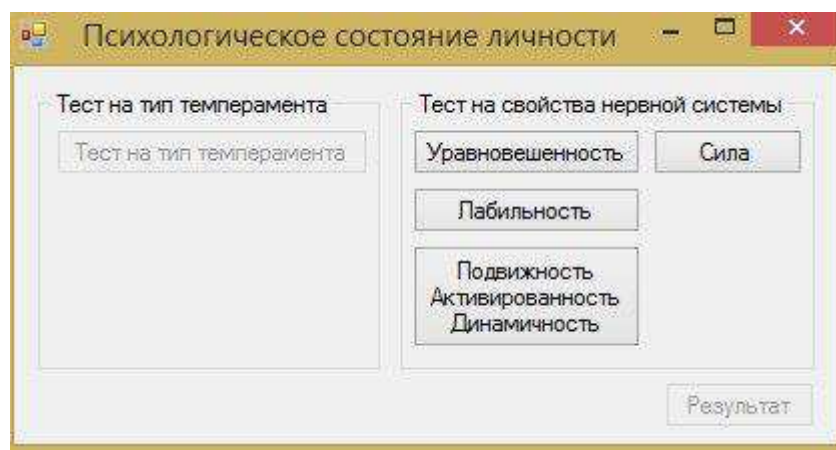 Психологическое состояние личности
Тест на тип темперамента
Тест на тип темперамента
Тест на свойства нервной системы
Уравновешенность
Сила
Лабильность
Подвижность
Активированность
Динамичность
Результат